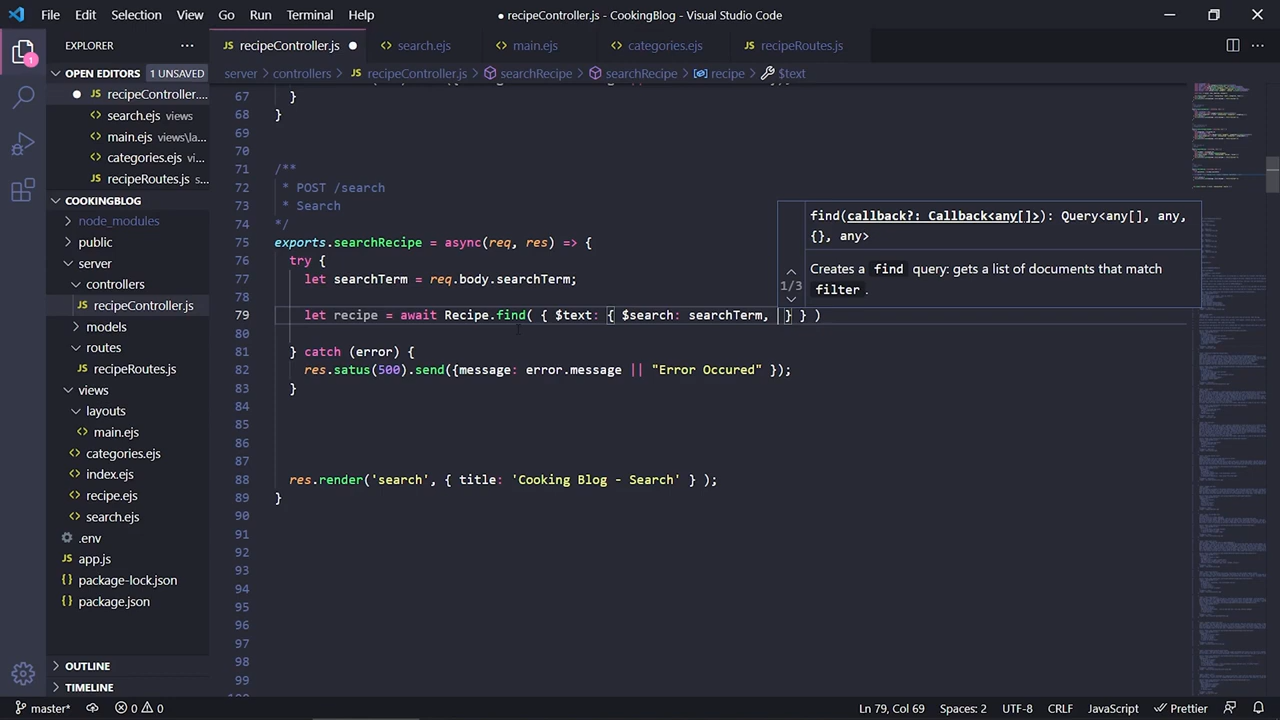 File Edit Selection View Go Run Terminal Help
● recipeController.js - CookingBlog - Visual Studio Code
EXPLORER
1
OPEN EDITORS 1 UNSAVED
JS recipeController....
search.ejs views
main.ejs views\la...
categories.ejs vi...
JS recipeRoutes.js s...
COOKINGBLOG
node_modules
public
server
controllers
JS recipeController.js
models
routes
JS recipeRoutes.js
views
layouts
main.ejs
categories.ejs
index.ejs
recipe.ejs
search.ejs
.env
JS app.js
{} package-lock.json
{} package.json
OUTLINE
TIMELINE
JS recipeController.js ● search.ejs main.ejs categories.ejs JS recipeRoutes.js
server > controllers > JS recipeController.js > searchRecipe > searchRecipe > recipe > $text
67 }
68 }
69
70
71 /**
72 * POST /search
73 * Search
74 */
75 exports.searchRecipe = async(req, res) => {
76 try {
77 let searchTerm = req.body.searchTerm;
78
79 let recipe = await Recipe.find( { $text: { $search: searchTerm, } } )
80
81 } catch (error) {
82 res.satus(500).send({message: error.message || "Error Occured" });
83 }
84
85
86
87
88 res.render('search', { title: 'Cooking Blog - Search' } );
89 }
90
91
92
93
94
95
96
97
98
99
find(callback?: Callback<any[]>): Query<any[], any,
{}, any>
Creates a find query: gets a list of documents that match
filter .
master* 0 0 Ln 79, Col 69 Spaces: 2 UTF-8 CRLF JavaScript Prettier